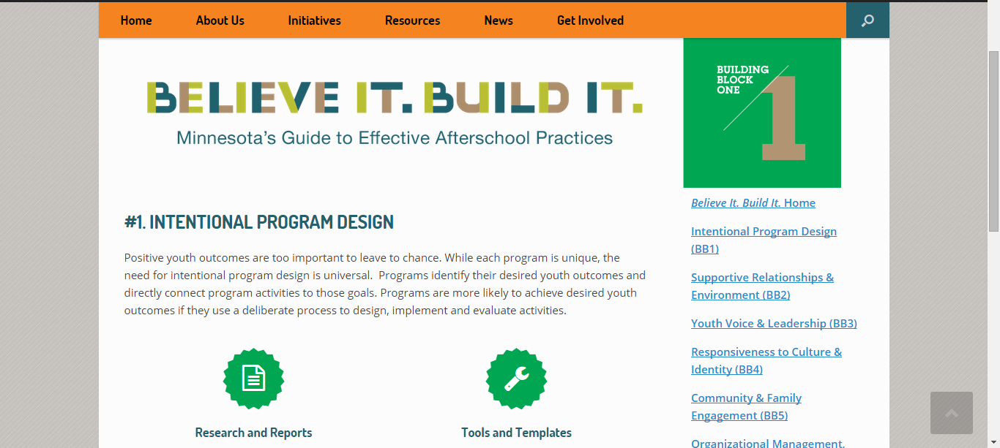 Home About Us Initiatives Resources News Get Involved
BELIEVE IT. BUILD IT.
Minnesota's Guide to Effective Afterschool Practices
#1. INTENTIONAL PROGRAM DESIGN
Positive youth outcomes are too important to leave to chance. While each program is unique, the
need for intentional program design is universal.  Programs identify their desired youth outcomes and
directly connect program activities to those goals. Programs are more likely to achieve desired youth
outcomes if they use a deliberate process to design, implement and evaluate activities.
Research and Reports
Tools and Templates
BUILDING
BLOCK
ONE
1
Believe It. Build It. Home
Intentional Program Design
(BB1)
Supportive Relationships &
Environment (BB2)
Youth Voice & Leadership (BB3)
Responsiveness to Culture &
Identity (BB4)
Community & Family
Engagement (BB5)
Organizational Management,